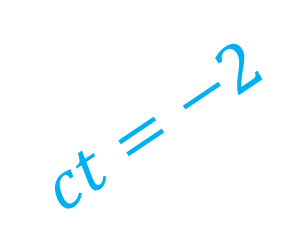 ct = −2